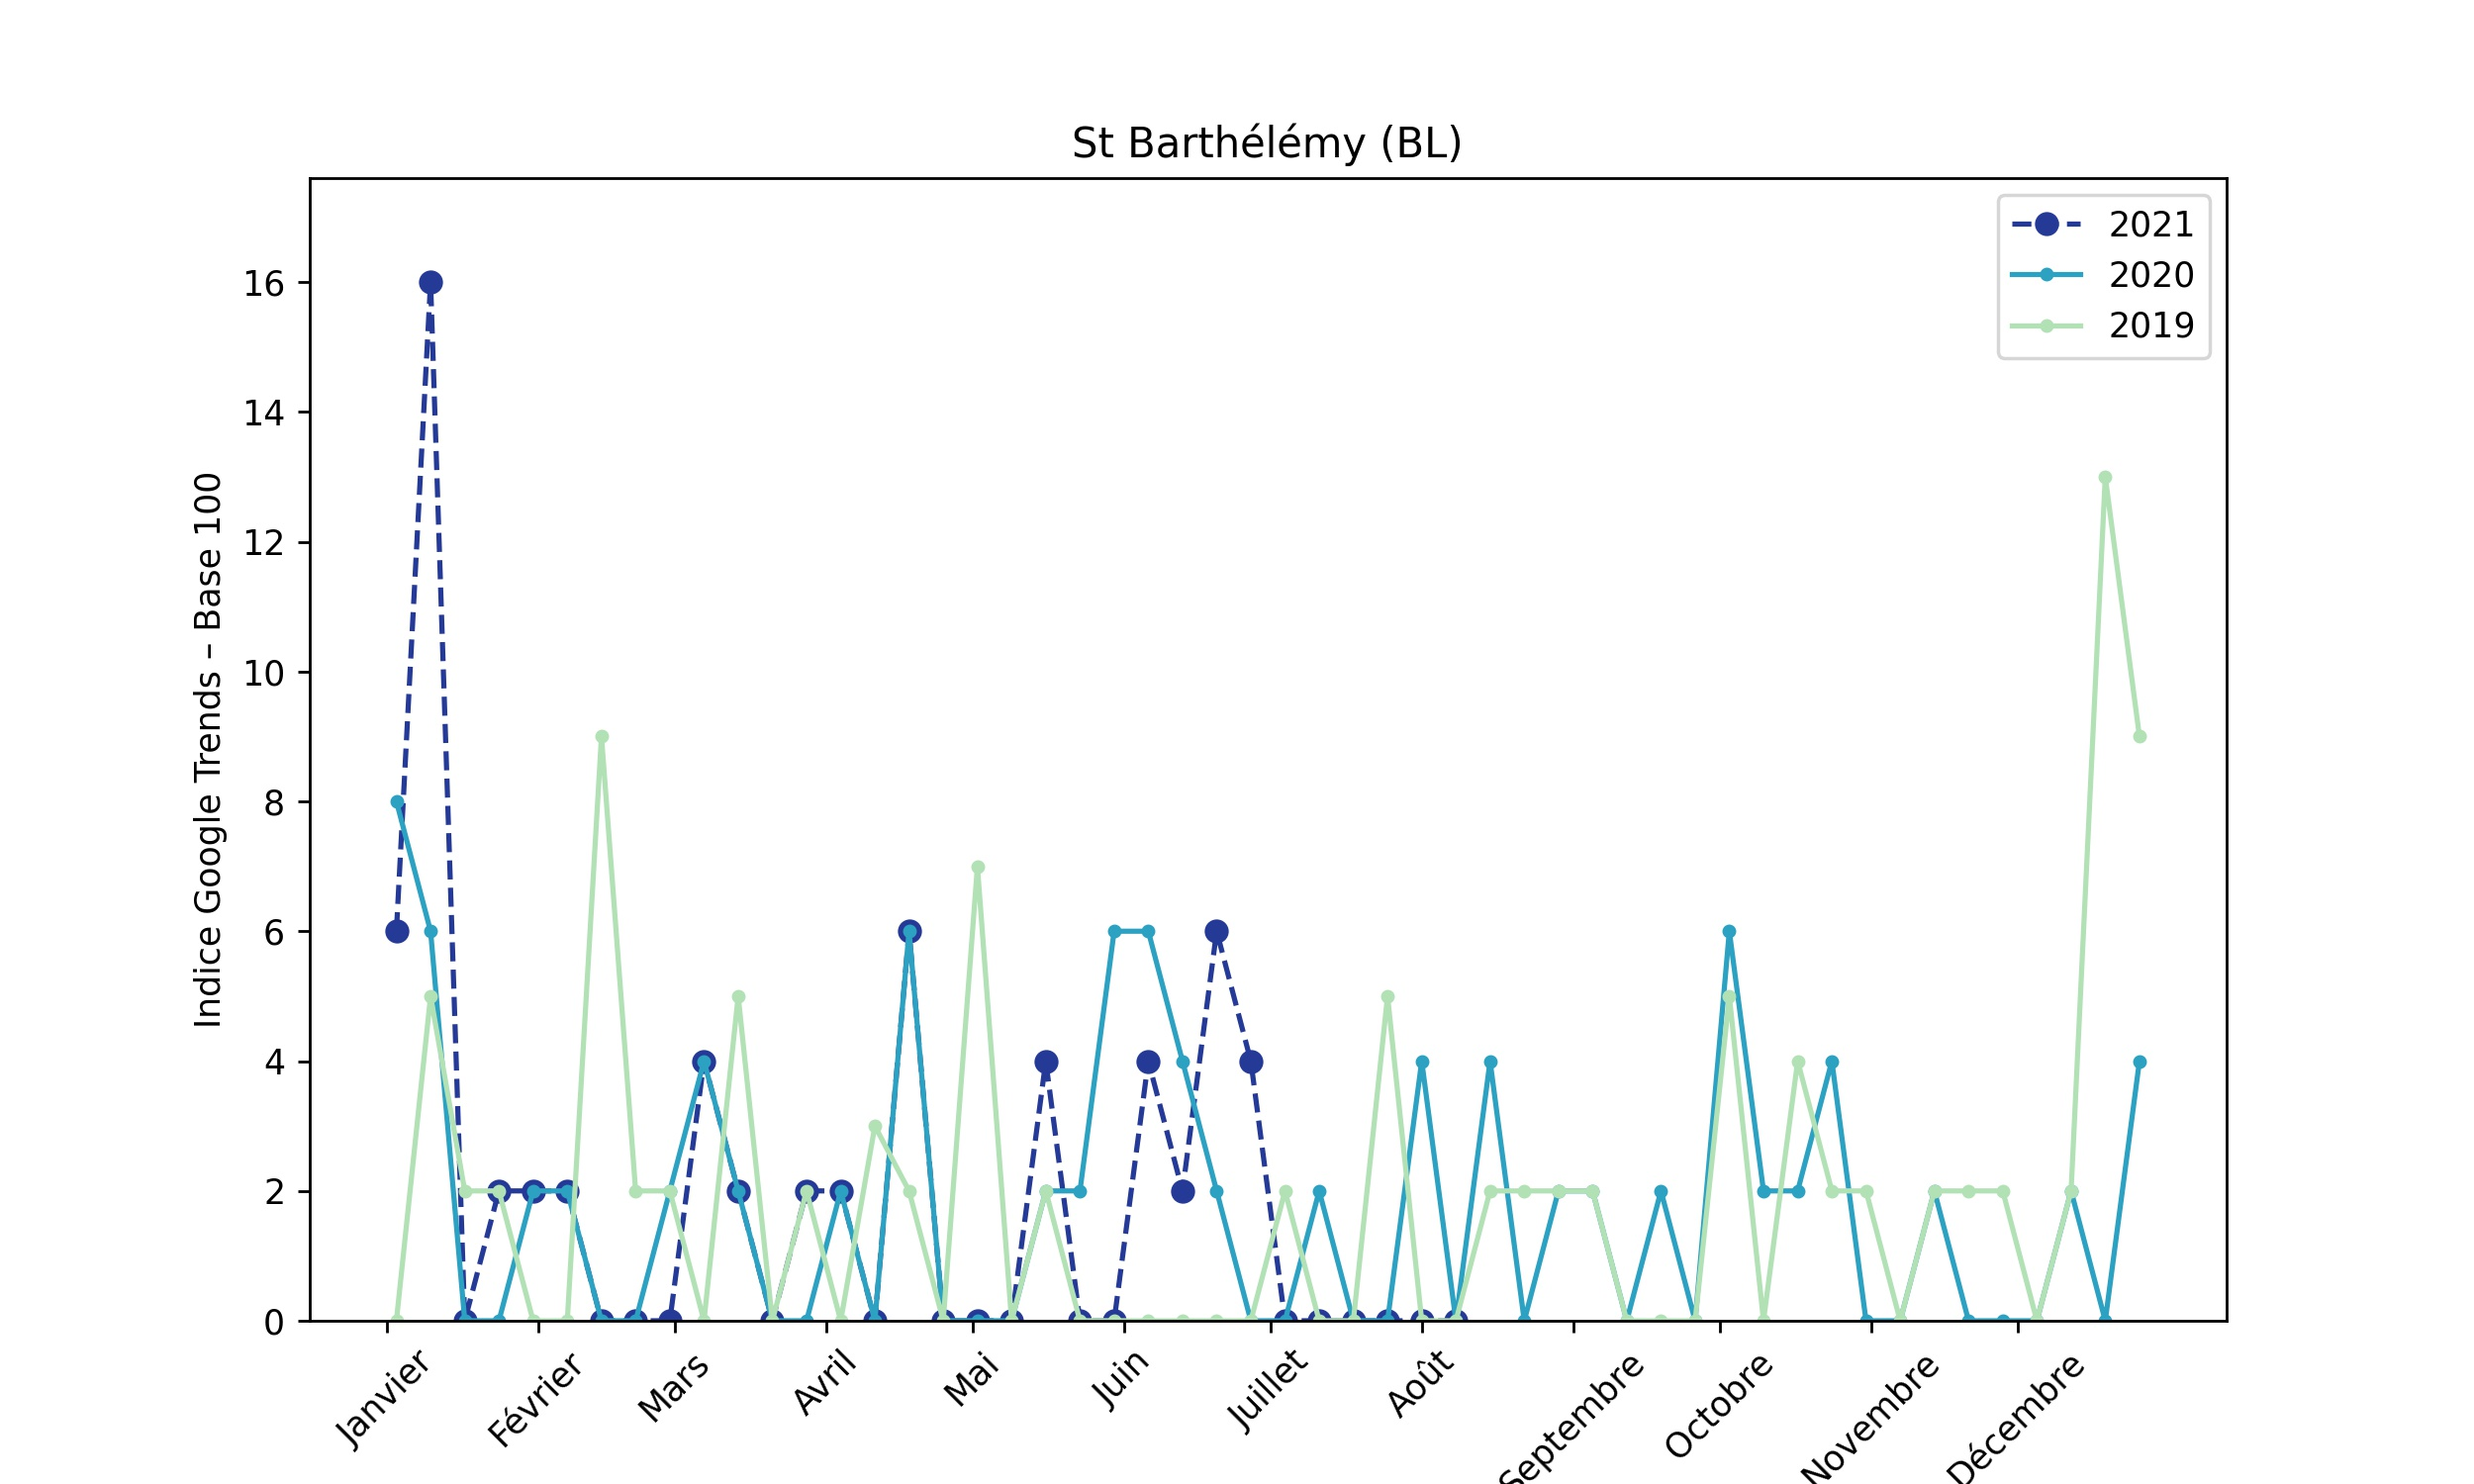 St Barthélémy (BL)
Indice Google Trends – Base 100
16
14
12
10
8
6
4
2
0
2021
2020
2019
Janvier
Février
Mars
Avril
Mai
Juin
Juillet
Août
Septembre
Octobre
Novembre
Décembre